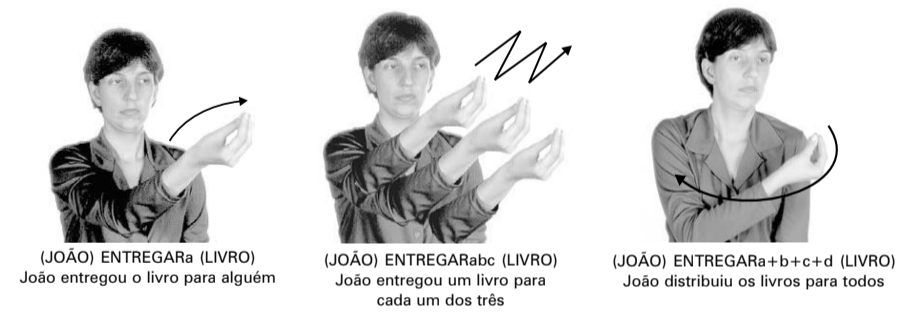 (JOÃO) ENTREGARa (LIVRO)
João entregou o livro para alguém
(JOÃO) ENTREGARabc (LIVRO)
João entregou um livro para
cada um dos três
(JOÃO) ENTREGARa+b+c+d (LIVRO)
João distribuiu os livros para todos